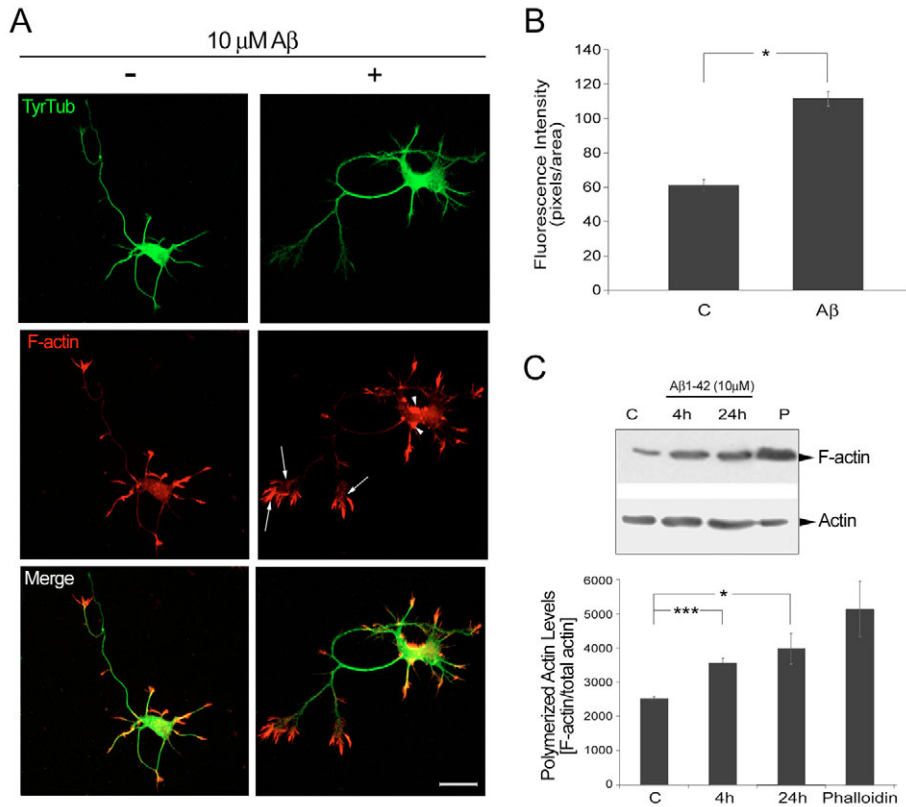 A
10 μM Aβ
- +
TyrTub
F-actin
Merge
B
*
Fluorescence Intensity
(pixels/area)
140
120
100
80
60
40
20
0
C Aβ
C
Aβ1-42 (10μM)
C 4h 24h P
F-actin
Actin
Polymerized Actin Levels
[F-actin/total actin]
6000
5000
4000
3000
2000
1000
0
*
***
C 4h 24h Phalloidin